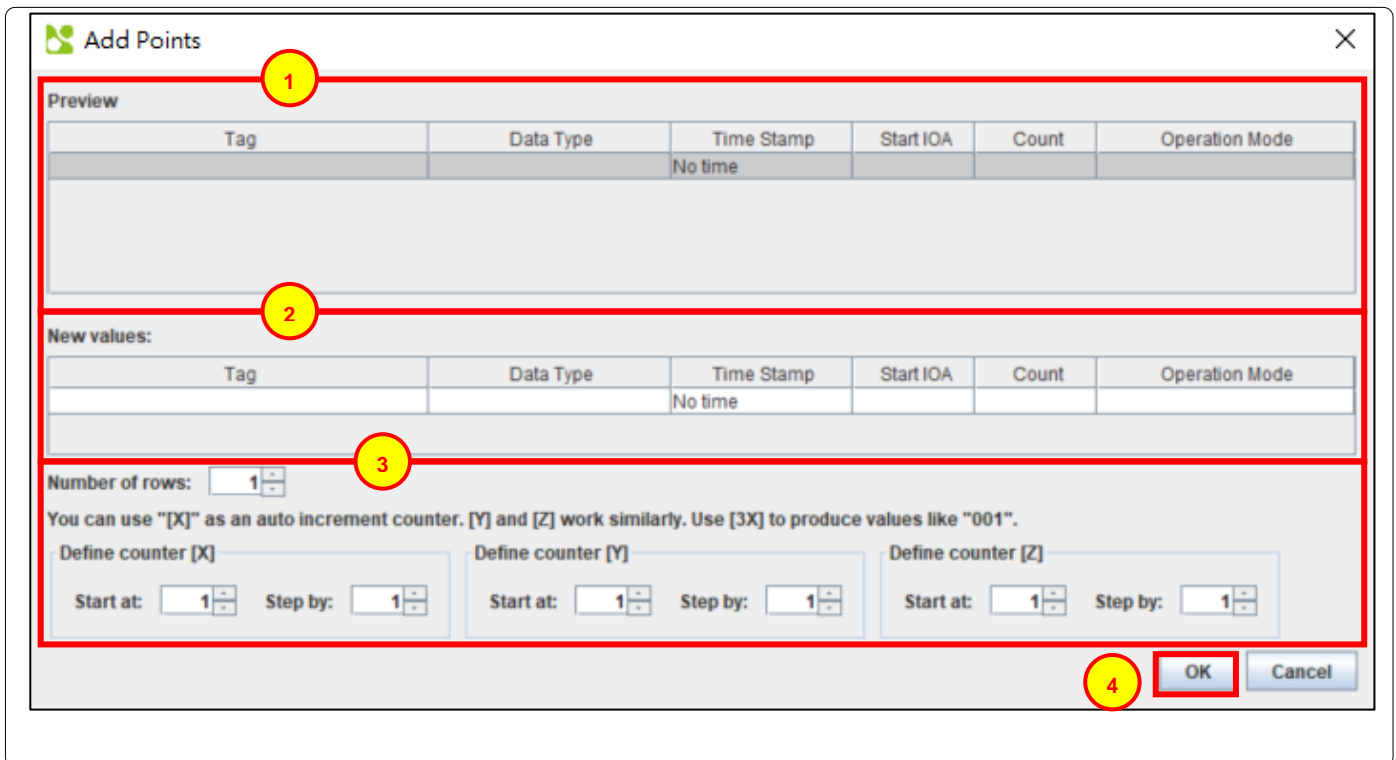 Add Points
1
Preview
Tag Data Type Time Stamp Start IOA Count Operation Mode
No time
2
New values:
Tag Data Type Time Stamp Start IOA Count Operation Mode
No time
3
Number of rows: 1
You can use "[X]" as an auto increment counter. [Y] and [Z] work similarly. Use [3X] to produce values like "001".
Define counter [X] Define counter [Y] Define counter [Z]
Start at: 1 Step by: 1 Start at: 1 Step by: 1 Start at: 1 Step by: 1
4 OK Cancel